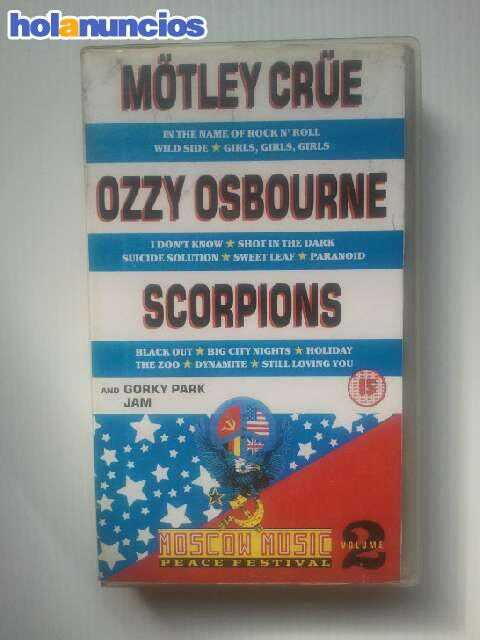 holanuncios
MÖTLEY CRÜE
IN THE NAME OF ROCK N' ROLL
WILD SIDE ★ GIRLS, GIRLS, GIRLS
OZZY OSBOURNE
I DON'T KNOW ★ SHOT IN THE DARK
SUICIDE SOLUTION ★ SWEET LEAF ★ PARANOID
SCORPIONS
BLACK OUT ★ BIG CITY NIGHTS ★ HOLIDAY
THE ZOO ★ DYNAMITE ★ STILL LOVING YOU
AND GORKY PARK
JAM
15
MOSCOW MUSIC
PEACE FESTIVAL
VOLUME 2